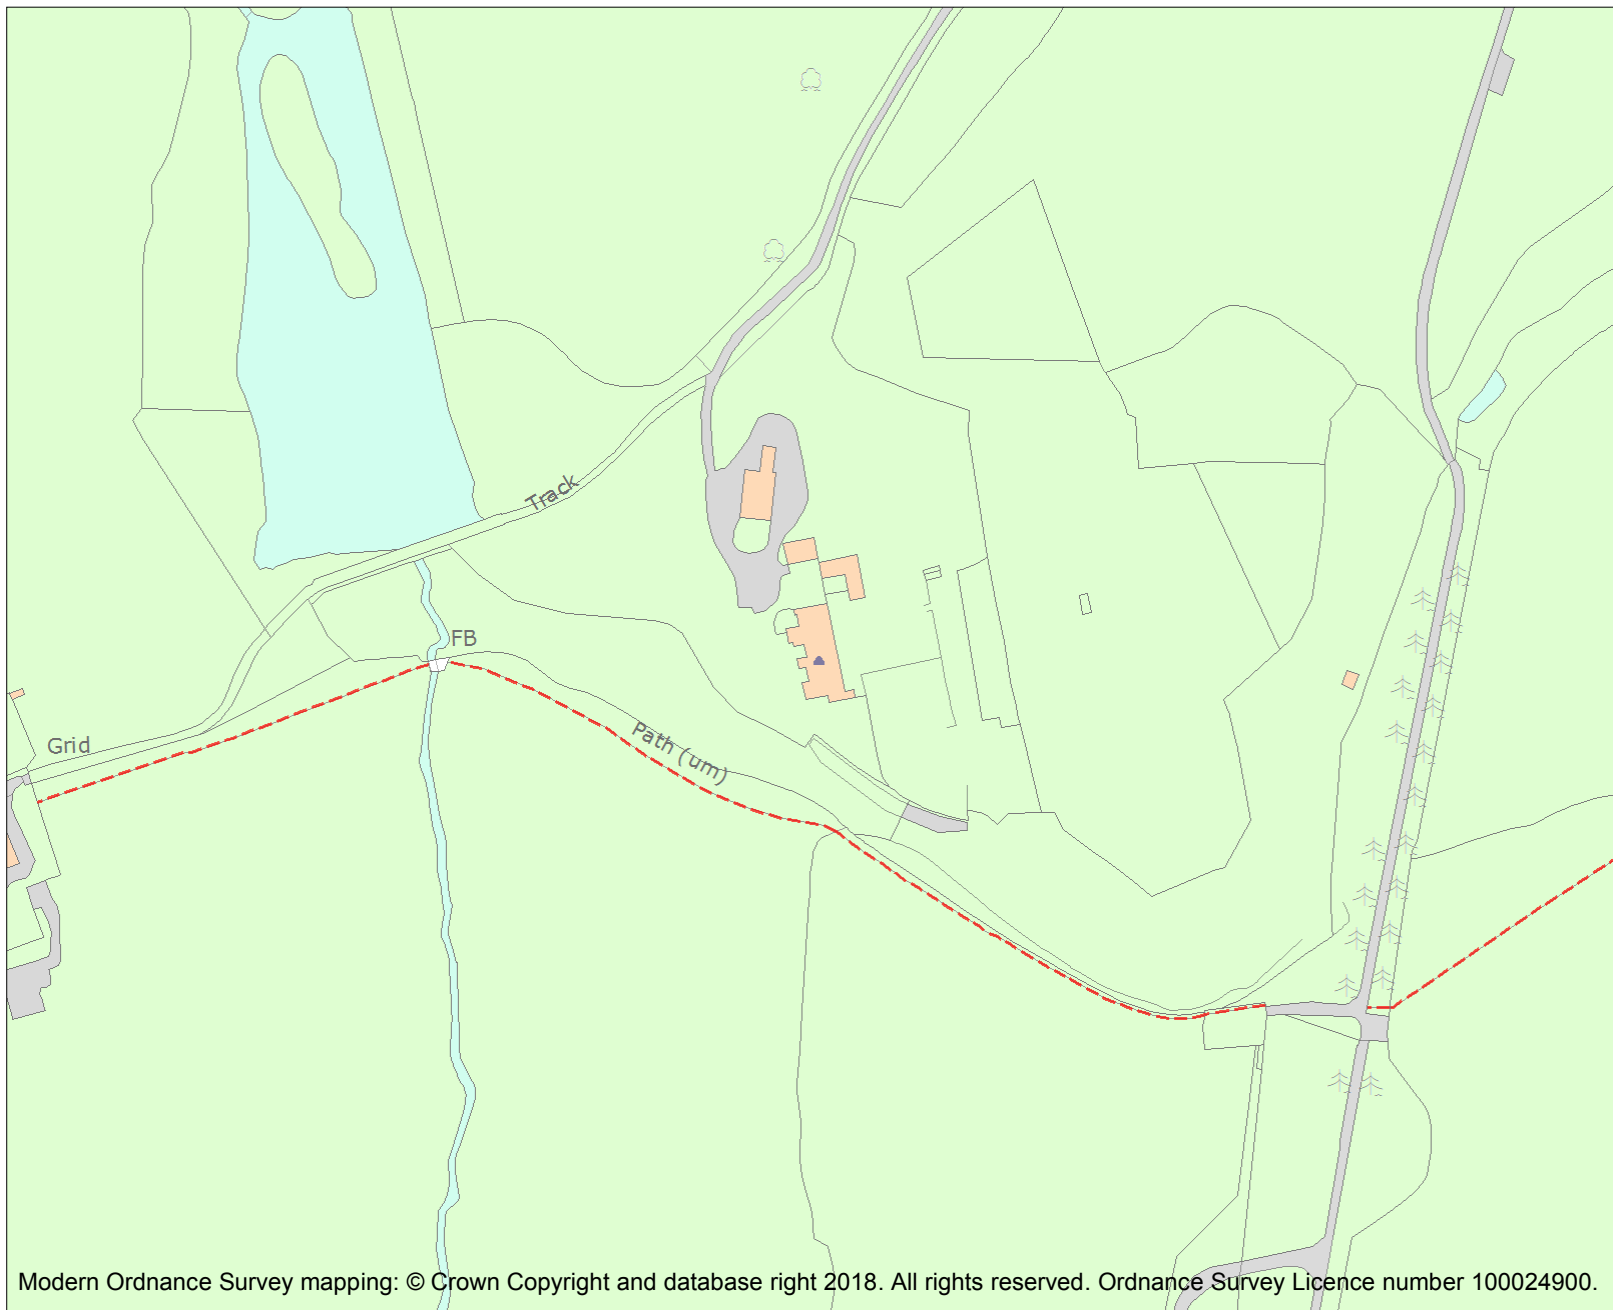 Track
FB
Path (um)
Grid
Modern Ordnance Survey mapping: © Crown Copyright and database right 2018. All rights reserved. Ordnance Survey Licence number 100024900.